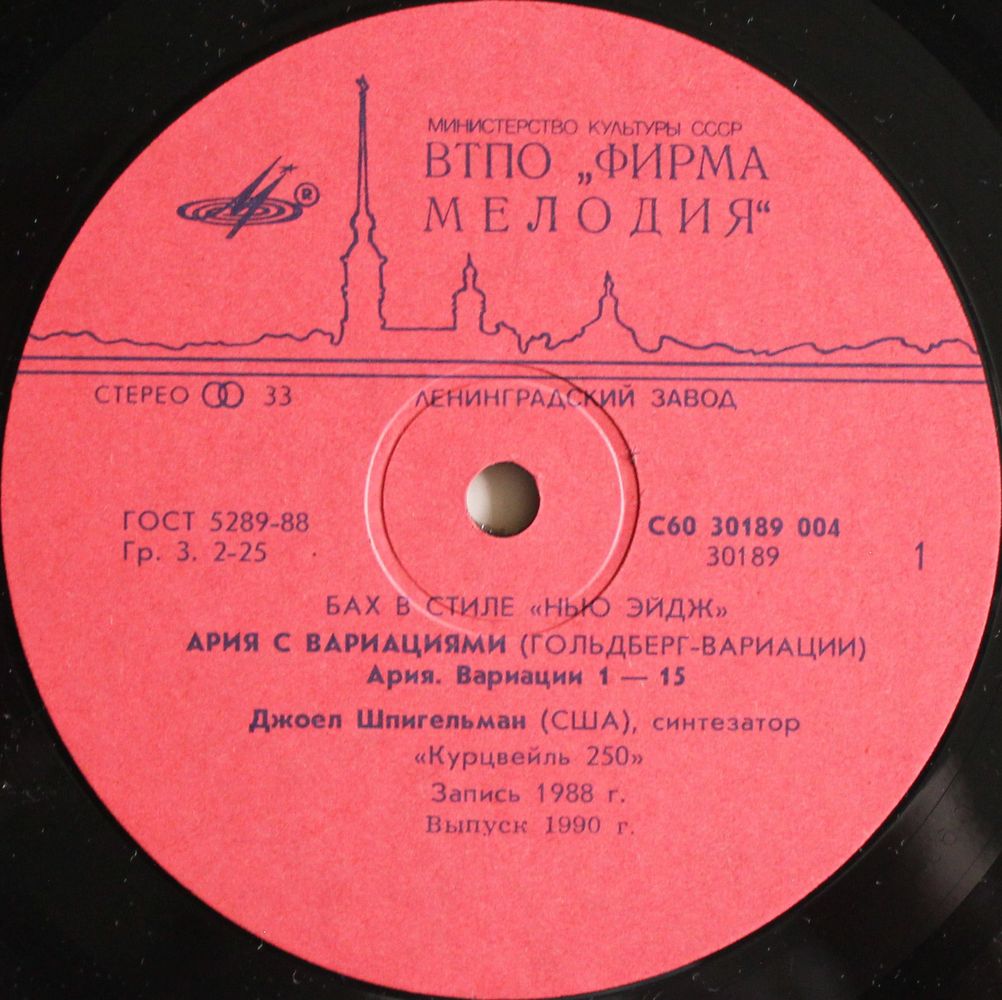 МИНИСТЕРСТВО КУЛЬТУРЫ СССР
ВТПО „ФИРМА
МЕЛОДИЯ“
СТЕРЕО 33 ЛЕНИНГРАДСКИЙ ЗАВОД
ГОСТ 5289-88
Гр. 3. 2-25
С60 30189 004
30189
1
БАХ В СТИЛЕ «НЬЮ ЭЙДЖ»
АРИЯ С ВАРИАЦИЯМИ (ГОЛЬДБЕРГ-ВАРИАЦИИ)
Ария. Вариации 1 — 15
Джоел Шпигельман (США), синтезатор
«Курцвейль 250»
Запись 1988 г.
Выпуск 1990 г.